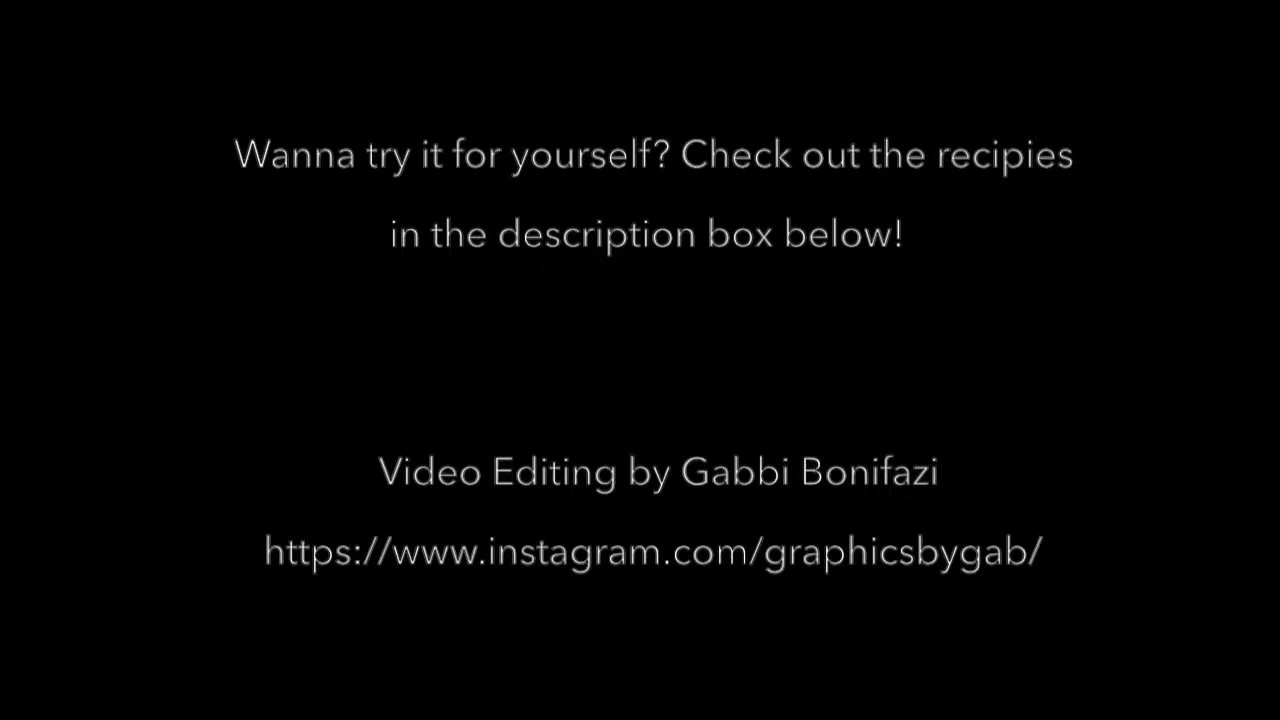 Wanna try it for yourself? Check out the recipies
in the description box below!
Video Editing by Gabbi Bonifazi
https://www.instagram.com/graphicsbygab/